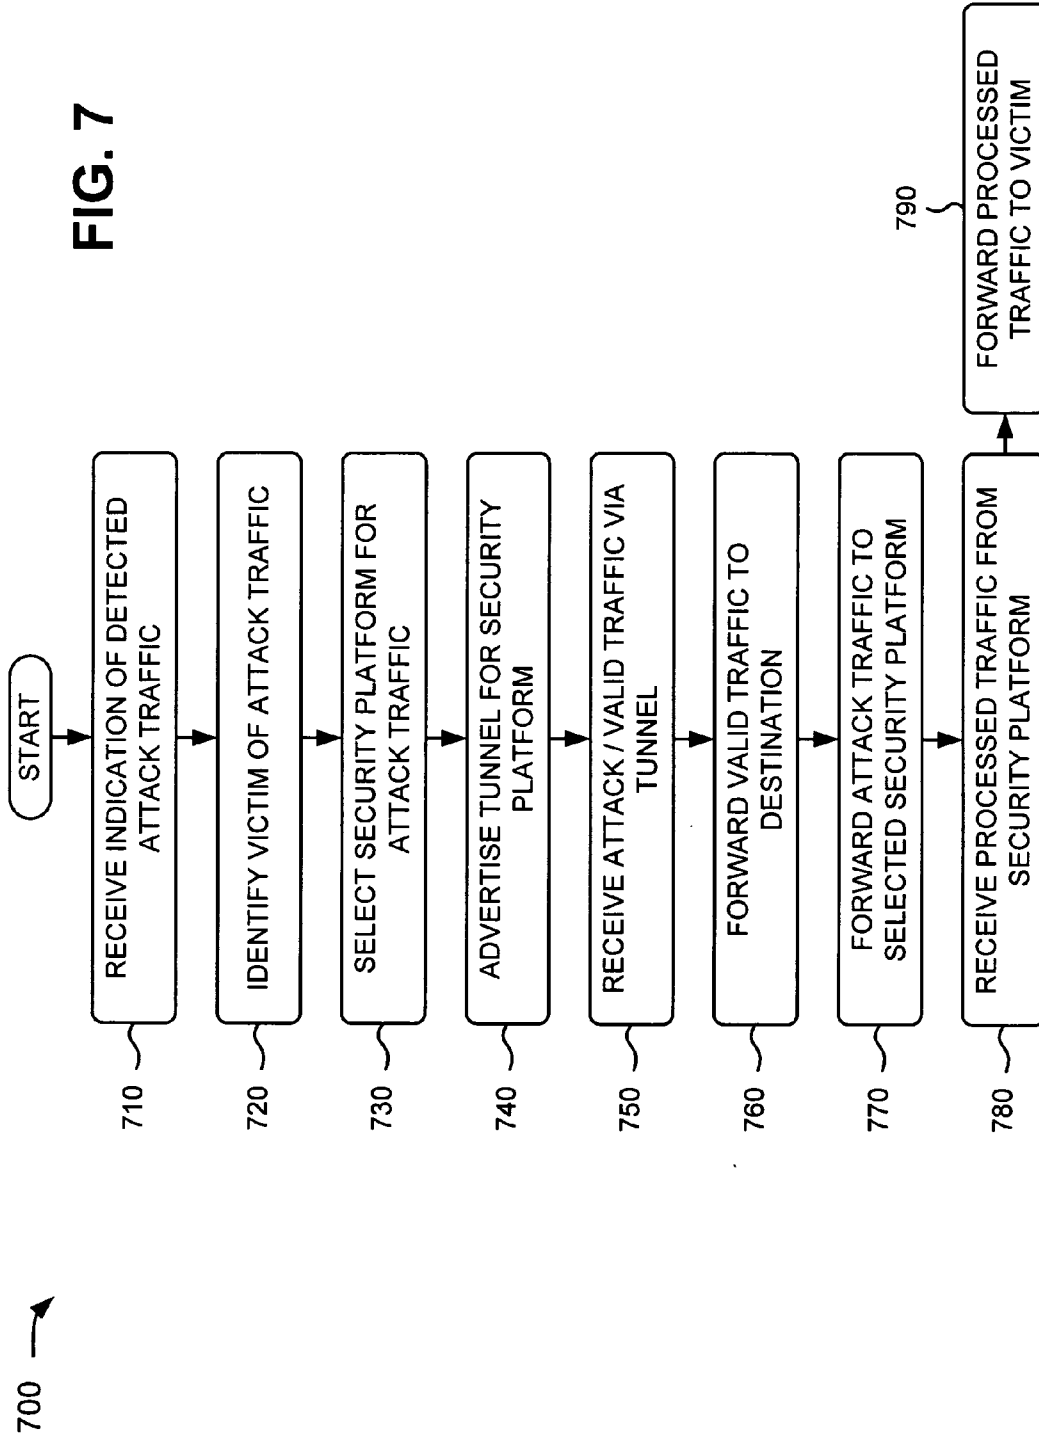 700
START
FIG. 7
710
RECEIVE INDICATION OF DETECTED
ATTACK TRAFFIC
720
IDENTIFY VICTIM OF ATTACK TRAFFIC
730
SELECT SECURITY PLATFORM FOR
ATTACK TRAFFIC
740
ADVERTISE TUNNEL FOR SECURITY
PLATFORM
750
RECEIVE ATTACK / VALID TRAFFIC VIA
TUNNEL
760
FORWARD VALID TRAFFIC TO
DESTINATION
770
FORWARD ATTACK TRAFFIC TO
SELECTED SECURITY PLATFORM
780
RECEIVE PROCESSED TRAFFIC FROM
SECURITY PLATFORM
790
FORWARD PROCESSED
TRAFFIC TO VICTIM